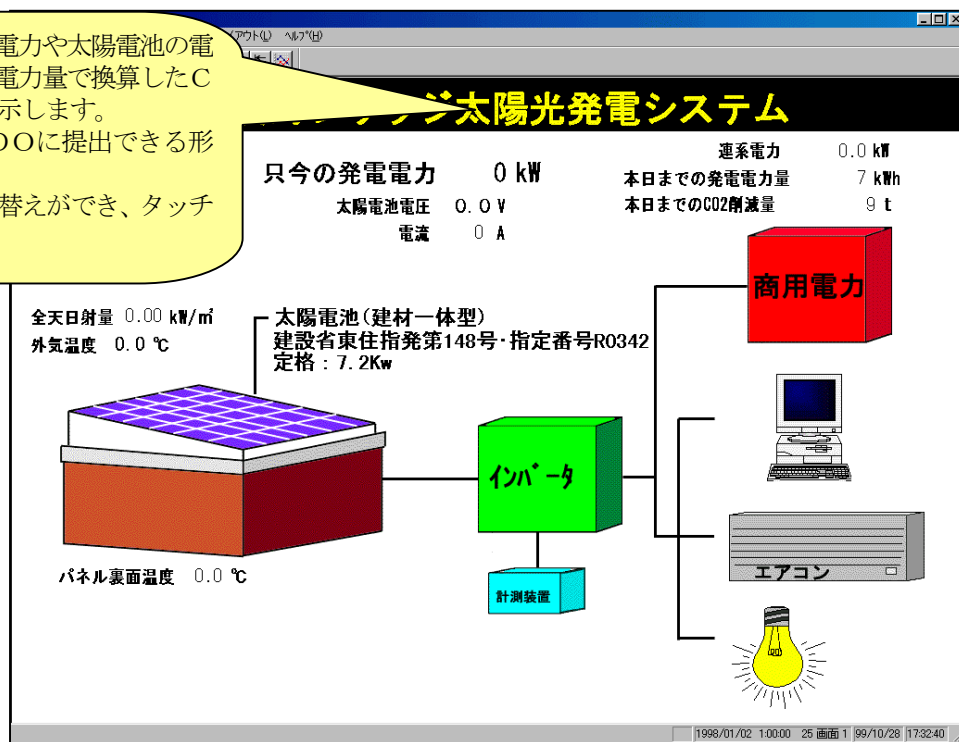 アウト(L) ﾍﾙﾌﾟ(H)
電力や太陽電池の電
電力量で換算したC
示します。
OOに提出できる形
替えができ、タッチ
太陽光発電システム
只今の発電電力 0 kW
太陽電池電圧 0.0 V
電流 0 A
連系電力 0.0 kW
本日までの発電電力量 7 kWh
本日までのCO2削減量 9 t
商用電力
全天日射量 0.00 kW/㎡
外気温度 0.0 ℃
太陽電池(建材一体型)
建設省東住指発第148号・指定番号R0342
定格：7.2Kw
ｲﾝﾊﾞｰﾀ
エアコン
パネル裏面温度 0.0 ℃
計測装置
1998/01/02 1:00:00 25 画面 1 99/10/28 17:32:40